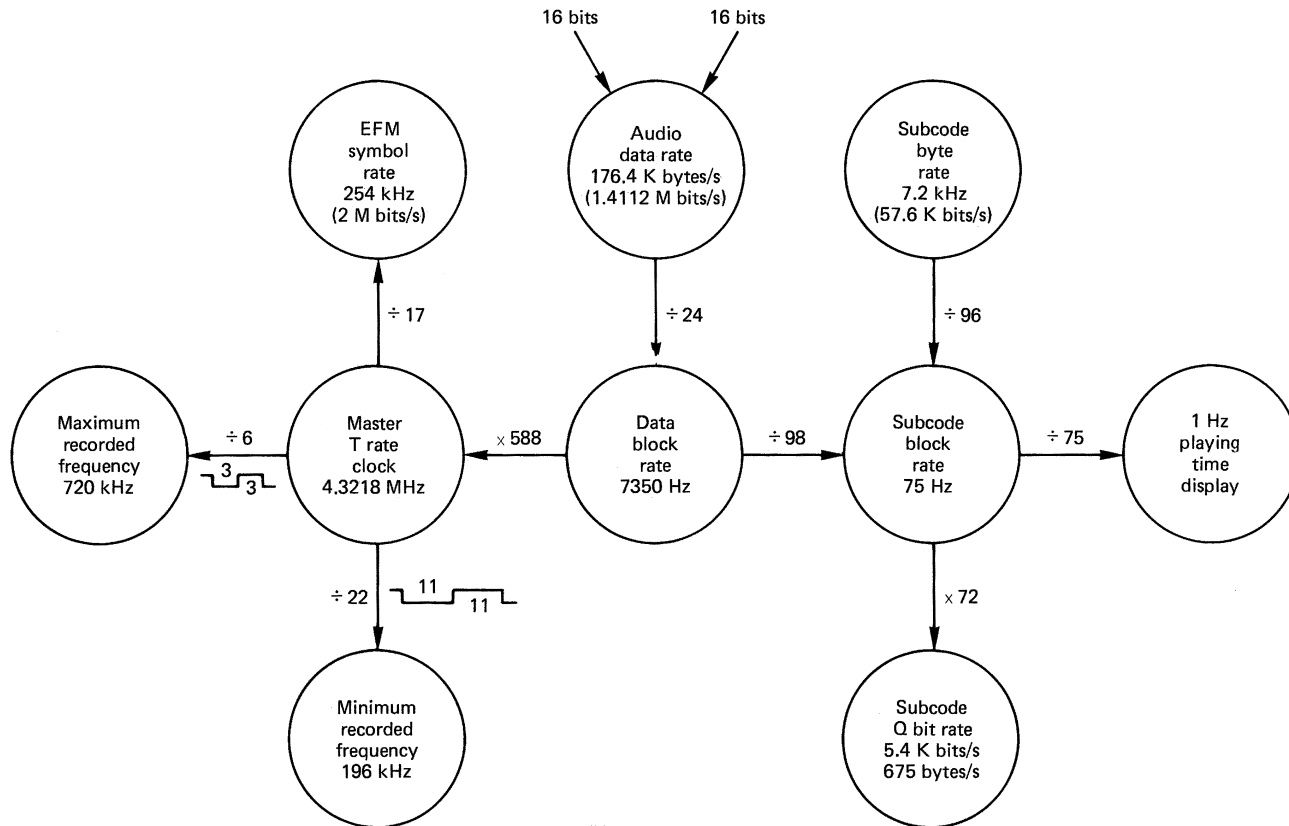 16 bits
16 bits
EFM
symbol
rate
254 kHz
(2 M bits/s)
Audio
data rate
176.4 K bytes/s
(1.4112 M bits/s)
Subcode
byte
rate
7.2 kHz
(57.6 K bits/s)
÷ 17
÷ 24
÷ 96
Maximum
recorded
frequency
720 kHz
÷ 6
3
3
Master
T rate
clock
4.3218 MHz
x 588
Data
block
rate
7350 Hz
÷ 98
Subcode
block
rate
75 Hz
÷ 75
1 Hz
playing
time
display
÷ 22
11
11
x 72
Minimum
recorded
frequency
196 kHz
Subcode
Q bit rate
5.4 K bits/s
675 bytes/s